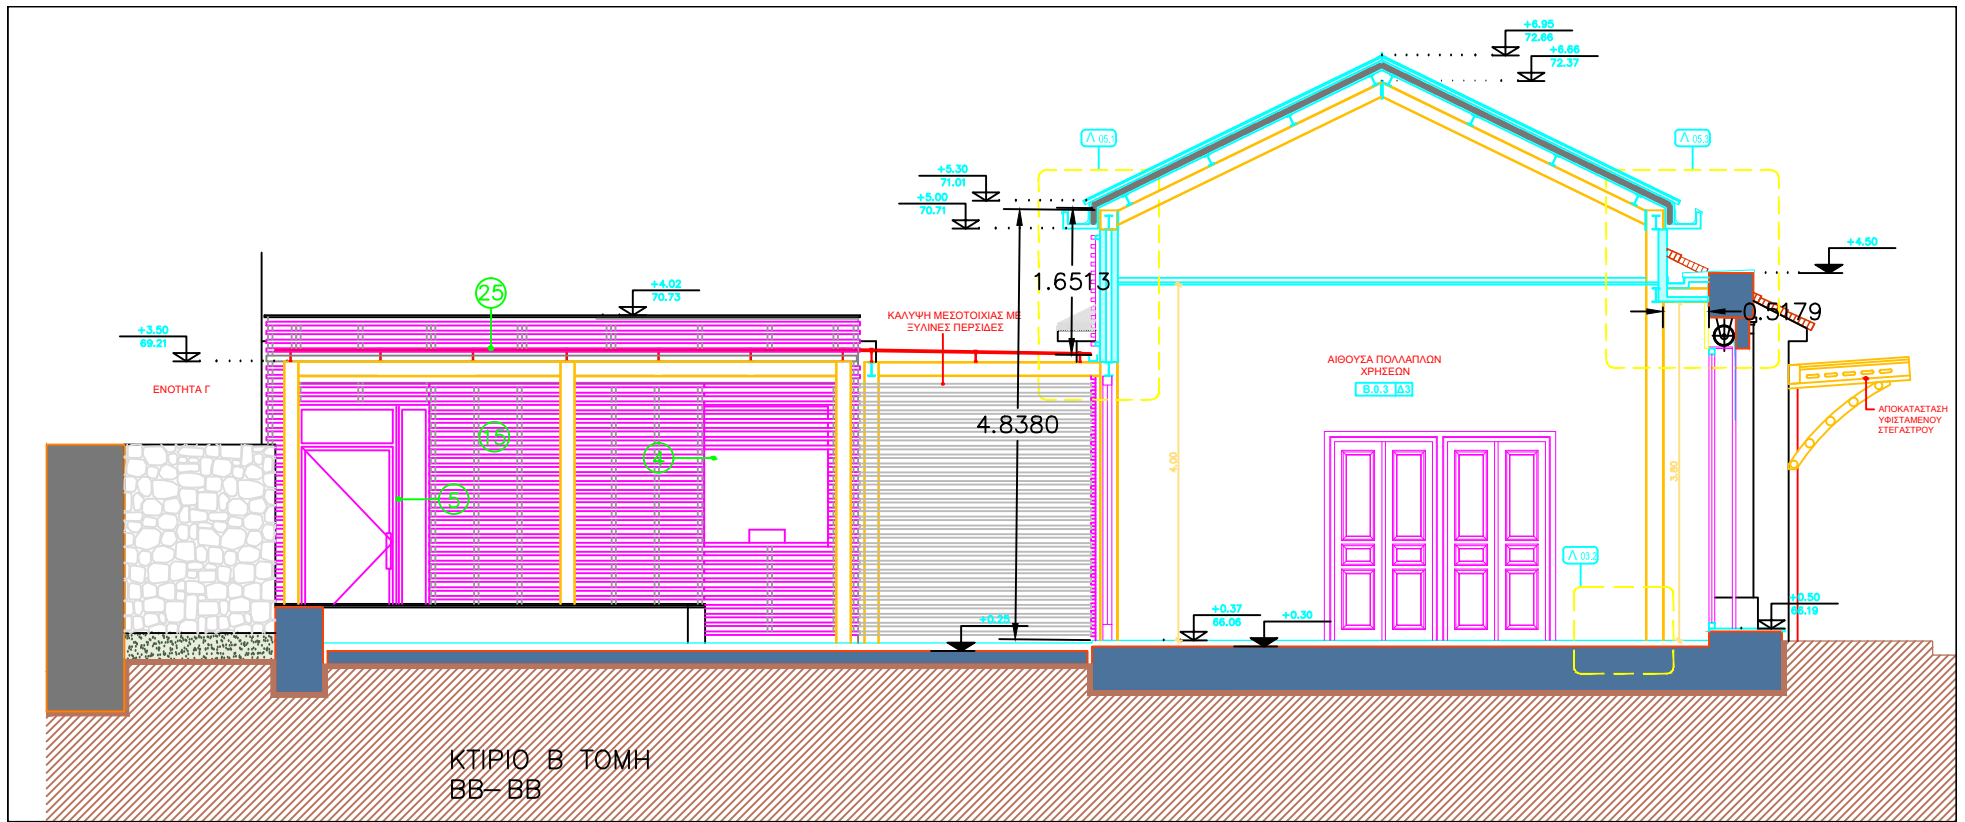 +6.95
72.66
+6.66
72.37
Λ 05.1
Λ 05.3
+5.30
71.01
+5.00
70.71
+4.50
1.6513
25
+4.02
70.73
ΚΑΛΥΨΗ ΜΕΣΟΤΟΙΧΙΑΣ ΜΕ
ΞΥΛΙΝΕΣ ΠΕΡΣΙΔΕΣ
0.5179
+3.50
69.21
ΕΝΟΤΗΤΑ Γ
ΑΙΘΟΥΣΑ ΠΟΛΛΑΠΛΩΝ
ΧΡΗΣΕΩΝ
B.0.3 Δ3
ΑΠΟΚΑΤΑΣΤΑΣΗ
ΥΦΙΣΤΑΜΕΝΟΥ
ΣΤΕΓΑΣΤΡΟΥ
4.8380
15
4
5
4.00
3.80
Λ 03.2
+0.25
+0.37
66.06
+0.30
+0.50
66.19
ΚΤΙΡΙΟ Β ΤΟΜΗ
ΒΒ-ΒΒ